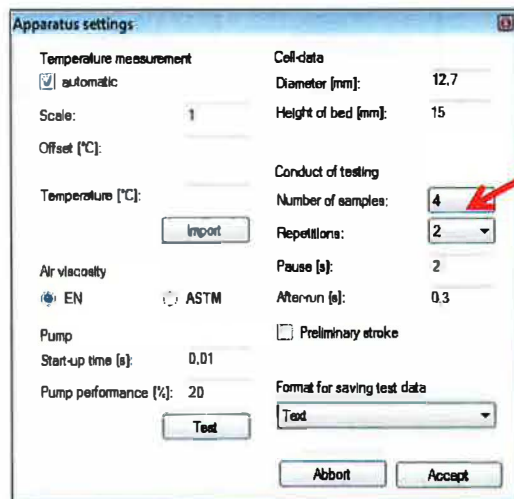 Apparatus settings
Temperature measurement
automatic
Scale: 1
Offset [°C]:
Temperature [°C]:
Import
Air viscosity
EN ASTM
Pump
Start-up time [s]: 0,01
Pump performance [%]: 20
Test
Cell-data
Diameter [mm]: 12,7
Height of bed [mm]: 15
Conduct of testing
Number of samples: 4
Repetitions: 2
Pause [s]: 2
After-run [s]: 0,3
Preliminary stroke
Format for saving test data
Text
Abbort Accept